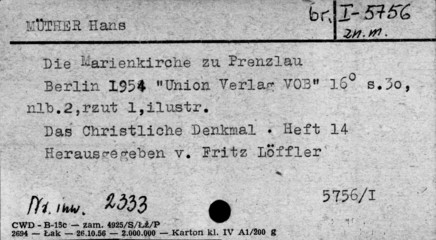 br. I-5756
zn.m.
MÜTHER Hans
Die Marienkirche zu Prenzlau
Berlin 1954 "Union Verlag VOB" 16° s.30,
nlb.2,rzut 1,ilustr.
Das Christliche Denkmal . Heft 14
Herausgegeben v. Fritz Löffler
Nr. inw. 2333
5756/I
CWD - B-15c — zam. 4925/S/Łż/P
2694 — Łak — 26.10.56 — 2.000.000 — Karton kl. IV A1/200 g